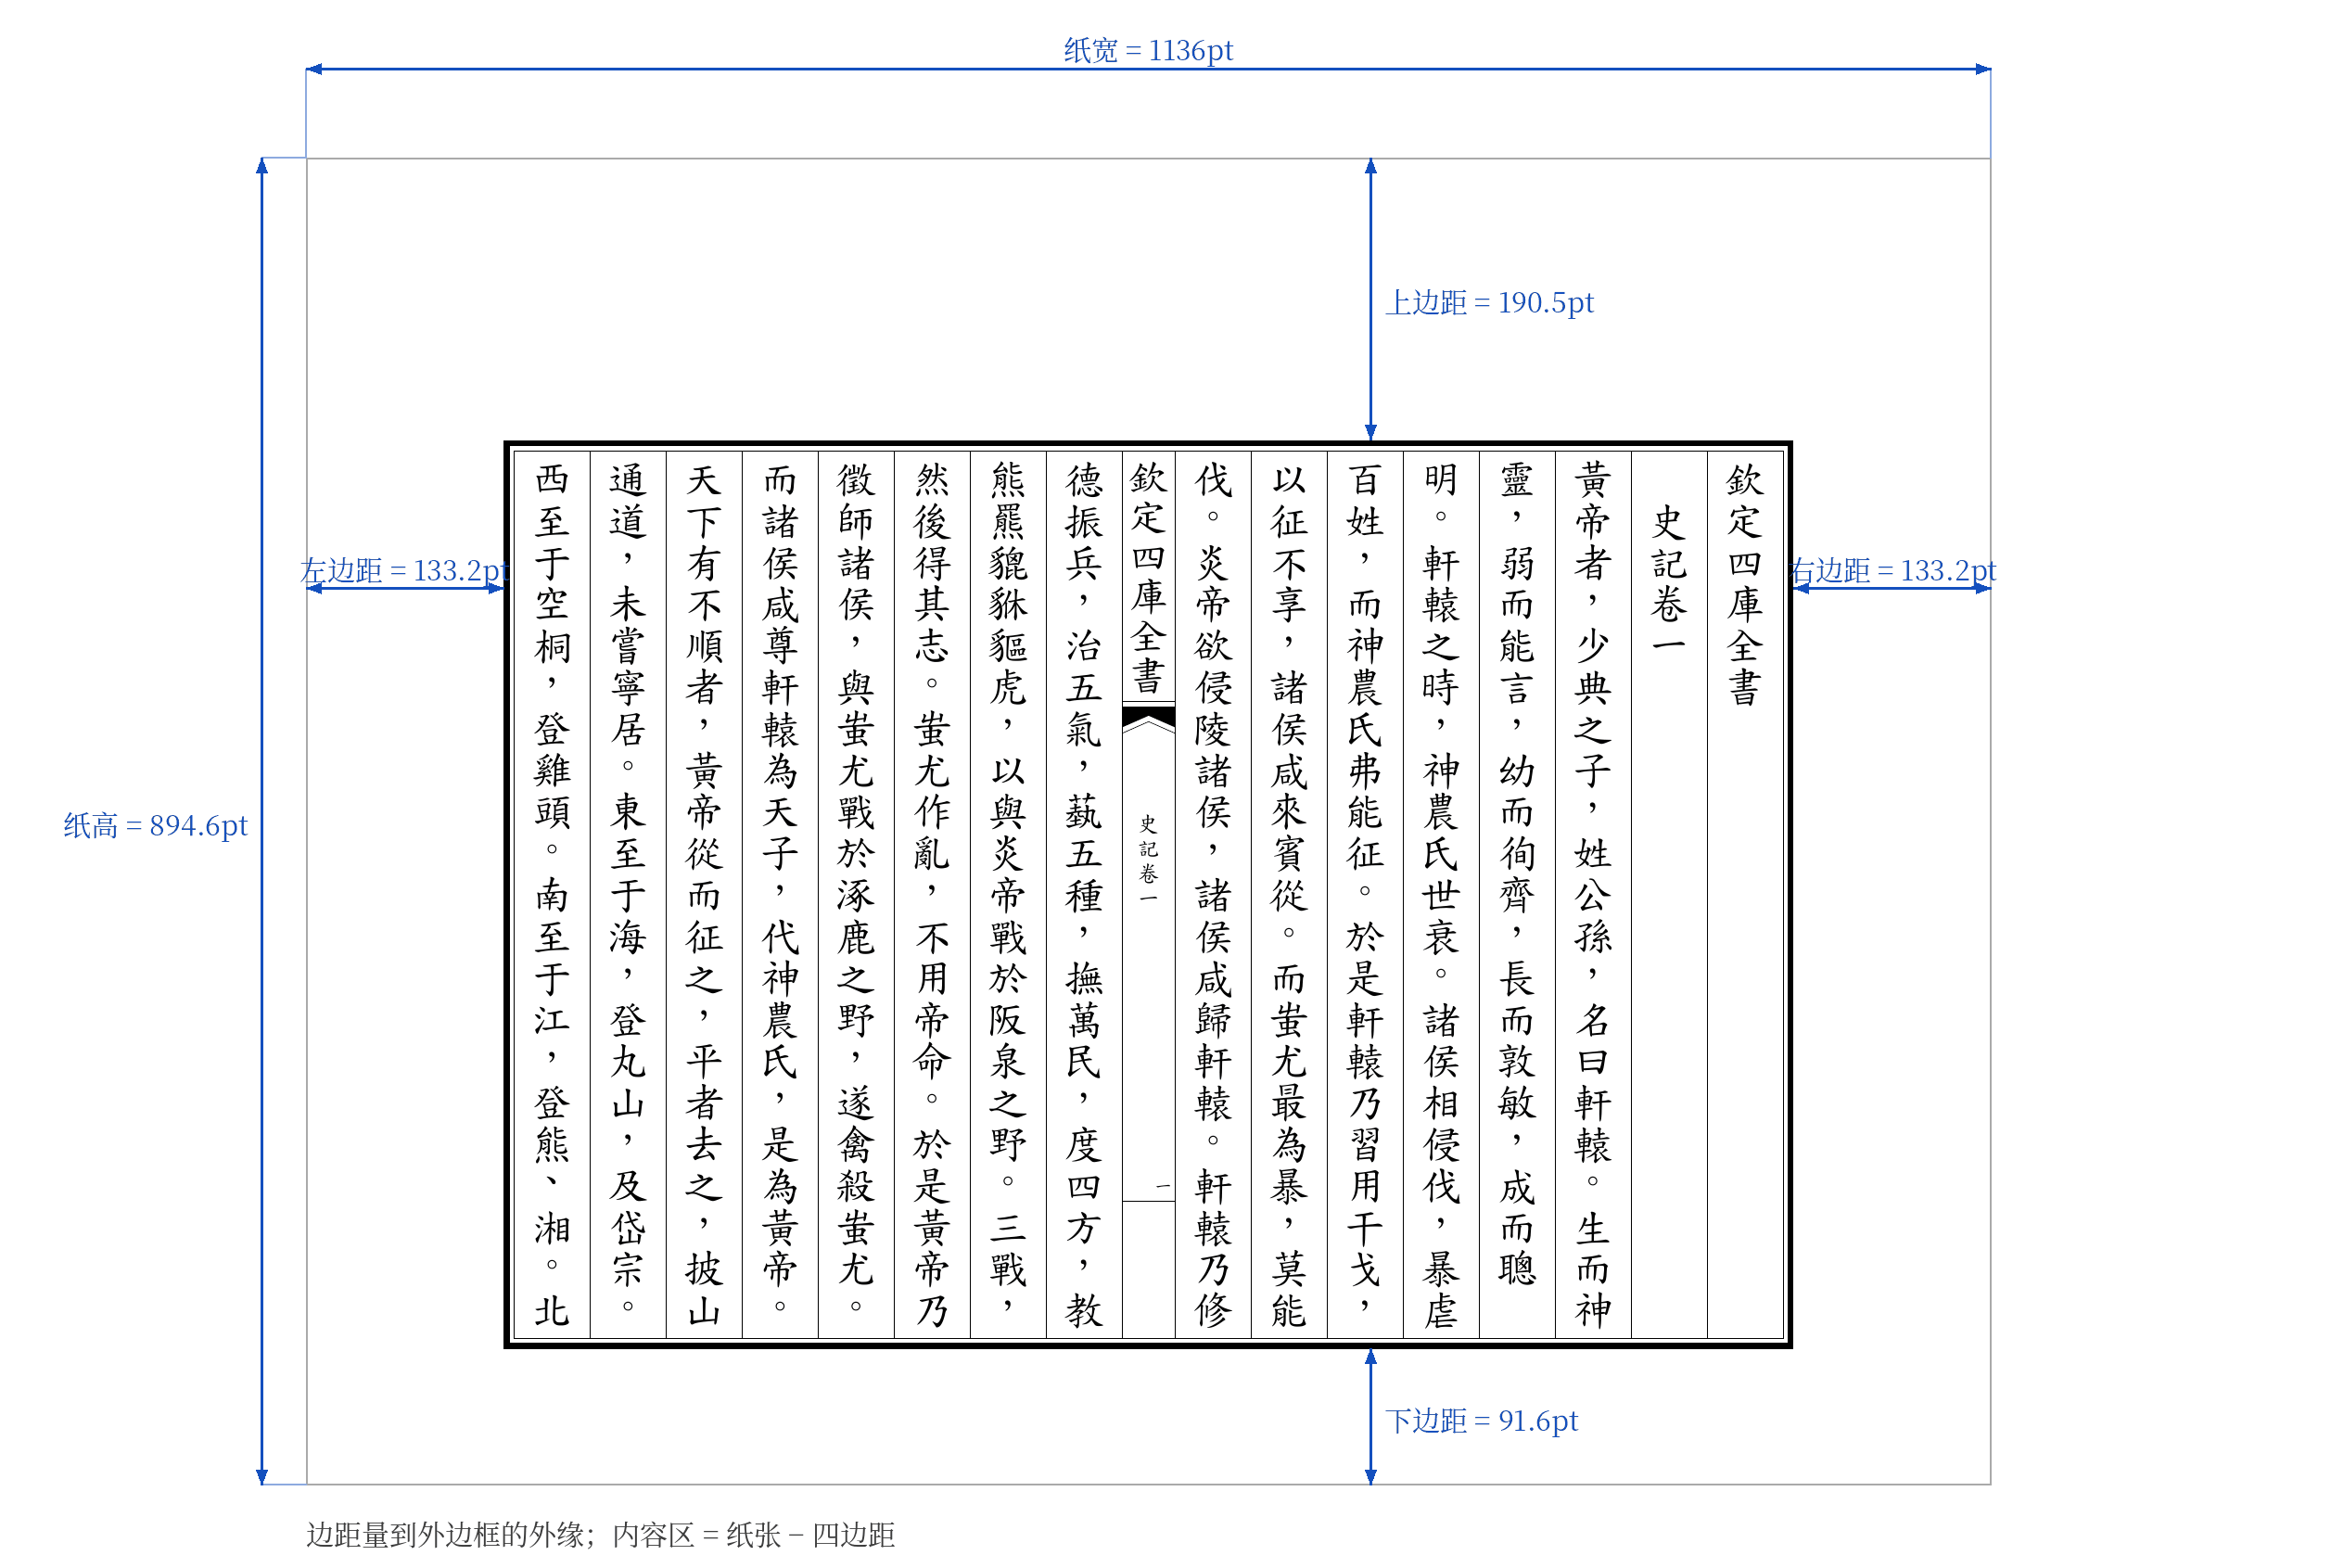 纸宽 = 1136pt
上边距 = 190.5pt
左边距 = 133.2pt
右边距 = 133.2pt
纸高 = 894.6pt
欽定四庫全書
史記卷一
黃帝者，少典之子，姓公孫，名曰軒轅。生而神
靈，弱而能言，幼而徇齊，長而敦敏，成而聰
明。軒轅之時，神農氏世衰。諸侯相侵伐，暴虐
百姓，而神農氏弗能征。於是軒轅乃習用干戈，
以征不享，諸侯咸來賓從。而蚩尤最為暴，莫能
伐。炎帝欲侵陵諸侯，諸侯咸歸軒轅。軒轅乃修
欽定四庫全書
史記卷一
一
德振兵，治五氣，蓺五種，撫萬民，度四方，教
熊羆貔貅貙虎，以與炎帝戰於阪泉之野。三戰，
然後得其志。蚩尤作亂，不用帝命。於是黃帝乃
徵師諸侯，與蚩尤戰於涿鹿之野，遂禽殺蚩尤。
而諸侯咸尊軒轅為天子，代神農氏，是為黃帝。
天下有不順者，黃帝從而征之，平者去之，披山
通道，未嘗寧居。東至于海，登丸山，及岱宗。
西至于空桐，登雞頭。南至于江，登熊、湘。北
下边距 = 91.6pt
边距量到外边框的外缘；内容区 = 纸张 − 四边距